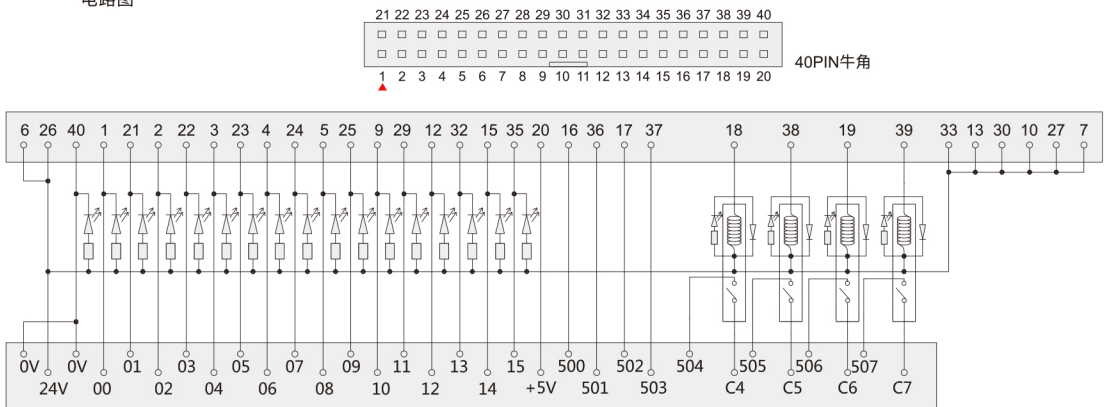 电路图
21 22 23 24 25 26 27 28 29 30 31 32 33 34 35 36 37 38 39 40
40PIN牛角
1 2 3 4 5 6 7 8 9 10 11 12 13 14 15 16 17 18 19 20
6 26 40 1 21 2 22 3 23 4 24 5 25 9 29 12 32 15 35 20 16 36 17 37 18 38 19 39 33 13 30 10 27 7
0V 0V 01 03 05 07 09 11 13 15 500 502 504 505 506 507
24V 00 02 04 06 08 10 12 14 +5V 501 503 C4 C5 C6 C7